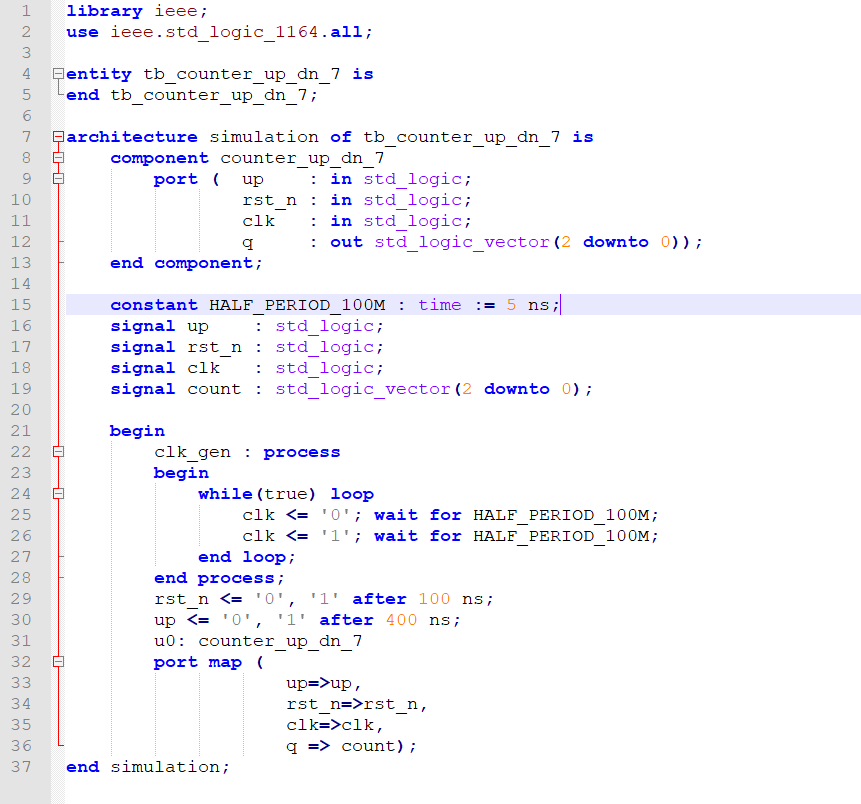 1 library ieee;
2 use ieee.std_logic_1164.all;
3
4 entity tb_counter_up_dn_7 is
5 end tb_counter_up_dn_7;
6
7 architecture simulation of tb_counter_up_dn_7 is
8     component counter_up_dn_7
9         port (  up    : in std_logic;
10                 rst_n : in std_logic;
11                 clk   : in std_logic;
12                 q     : out std_logic_vector(2 downto 0));
13     end component;
14
15     constant HALF_PERIOD_100M : time := 5 ns;
16     signal up    : std_logic;
17     signal rst_n : std_logic;
18     signal clk   : std_logic;
19     signal count : std_logic_vector(2 downto 0);
20
21     begin
22         clk_gen : process
23         begin
24             while(true) loop
25                 clk <= '0'; wait for HALF_PERIOD_100M;
26                 clk <= '1'; wait for HALF_PERIOD_100M;
27             end loop;
28         end process;
29         rst_n <= '0', '1' after 100 ns;
30         up <= '0', '1' after 400 ns;
31         u0: counter_up_dn_7
32         port map (
33                     up=>up,
34                     rst_n=>rst_n,
35                     clk=>clk,
36                     q => count);
37 end simulation;